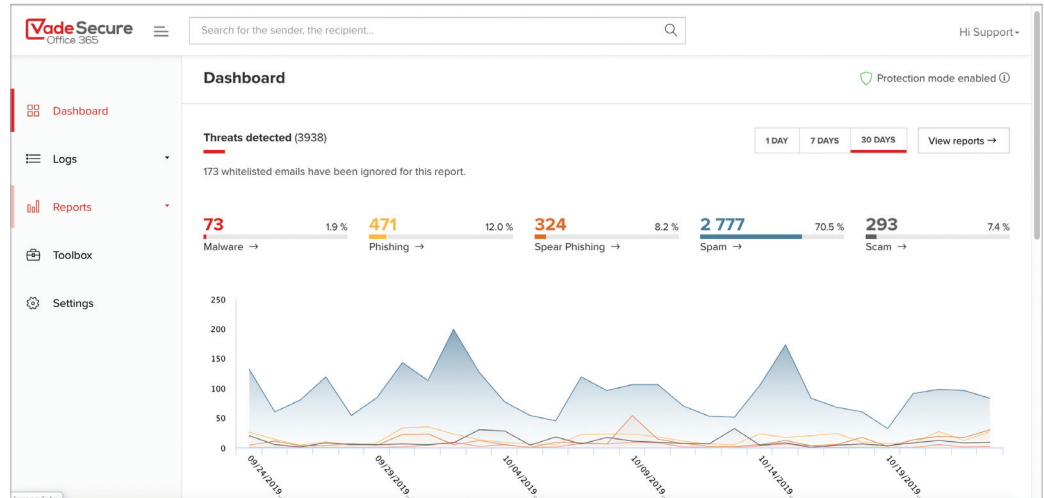 Vade Secure
Office 365
Search for the sender, the recipient...
Hi Support
Dashboard
Protection mode enabled
Dashboard
Logs
Reports
Toolbox
Settings
Threats detected (3938)
1 DAY 7 DAYS 30 DAYS View reports →
173 whitelisted emails have been ignored for this report.
73 1.9 %
Malware →
471 12.0 %
Phishing →
324 8.2 %
Spear Phishing →
2 777 70.5 %
Spam →
293 7.4 %
Scam →
250
200
150
100
50
0
09/24/2019
09/29/2019
10/04/2019
10/09/2019
10/14/2019
10/19/2019